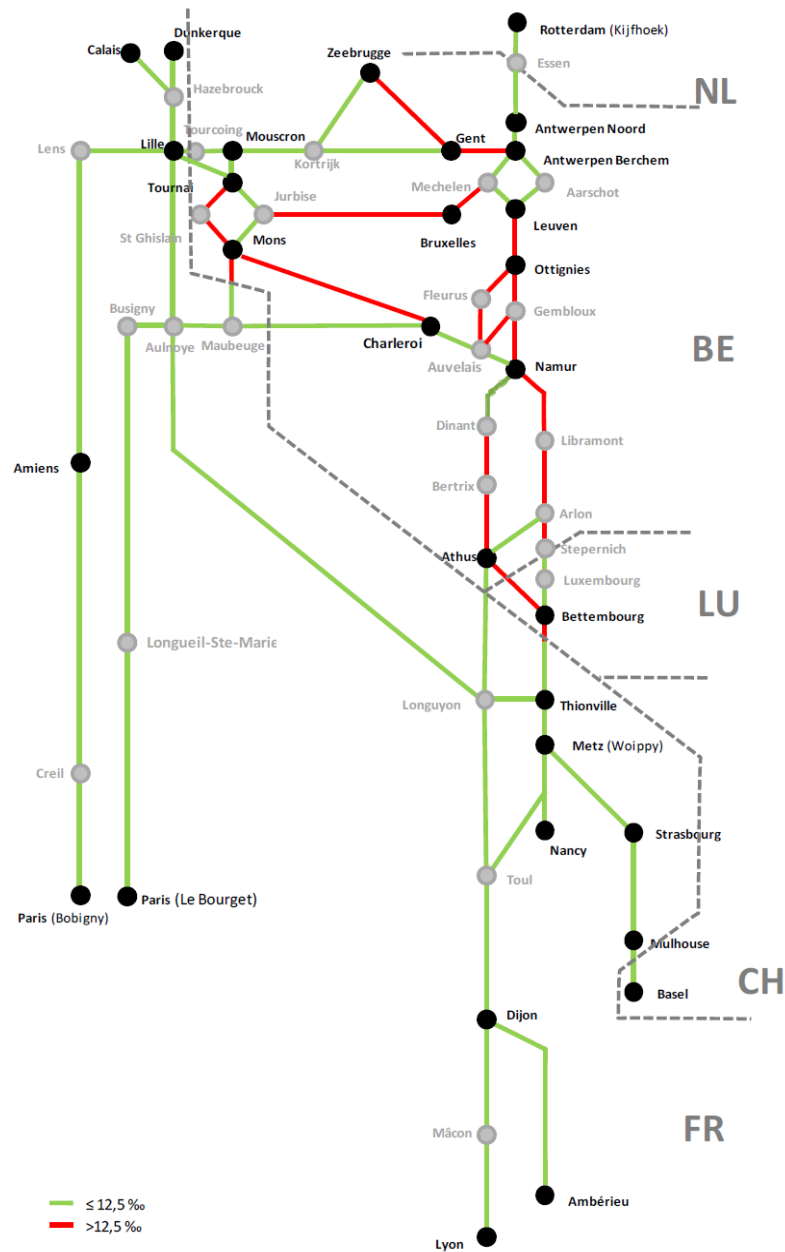 Dunkerque
Rotterdam (Kijfhoek)
Calais
Zeebrugge
Essen
Hazebrouck
NL
Tourcoing
Antwerpen Noord
Lens
Lille
Mouscron
Gent
Kortrijk
Antwerpen Berchem
Tournai
Jurbise
Mechelen
Aarschot
St Ghislain
Mons
Bruxelles
Leuven
Ottignies
Fleurus
Gembloux
Busigny
Aulnoye
Maubeuge
Charleroi
BE
Auvelais
Namur
Dinant
Libramont
Amiens
Bertrix
Arlon
Athus
Stepernich
Luxembourg
LU
Bettembourg
Longueil-Ste-Marie
Longuyon
Thionville
Metz (Woippy)
Creil
Strasbourg
Nancy
Toul
Paris (Bobigny)
Paris (Le Bourget)
Mulhouse
CH
Basel
Dijon
FR
Mâcon
Ambérieu
≤ 12,5 ‰
>12,5 ‰
Lyon